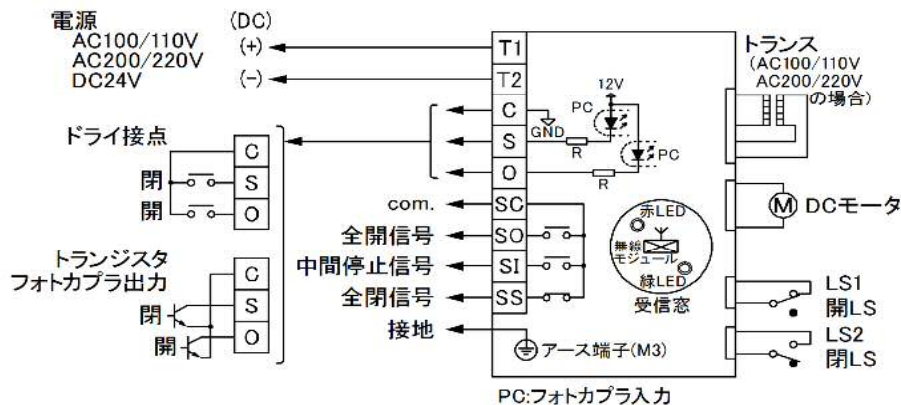 電源 (DC)
AC100/110V (+)
AC200/220V
DC24V (-)
T1
T2
C
S
O
SC
SO
SI
SS
12V
PC
GND
R
PC
R
トランス
(AC100/110V
AC200/220V
の場合)
ドライ接点
C
閉 S
開 O
トランジスタ
フォトカプラ出力
C
閉 S
開 O
com.
全開信号
中間停止信号
全閉信号
接地
赤LED
無線
モジュール
緑LED
受信窓
M DCモータ
LS1
開LS
LS2
閉LS
アース端子(M3)
PC:フォトカプラ入力